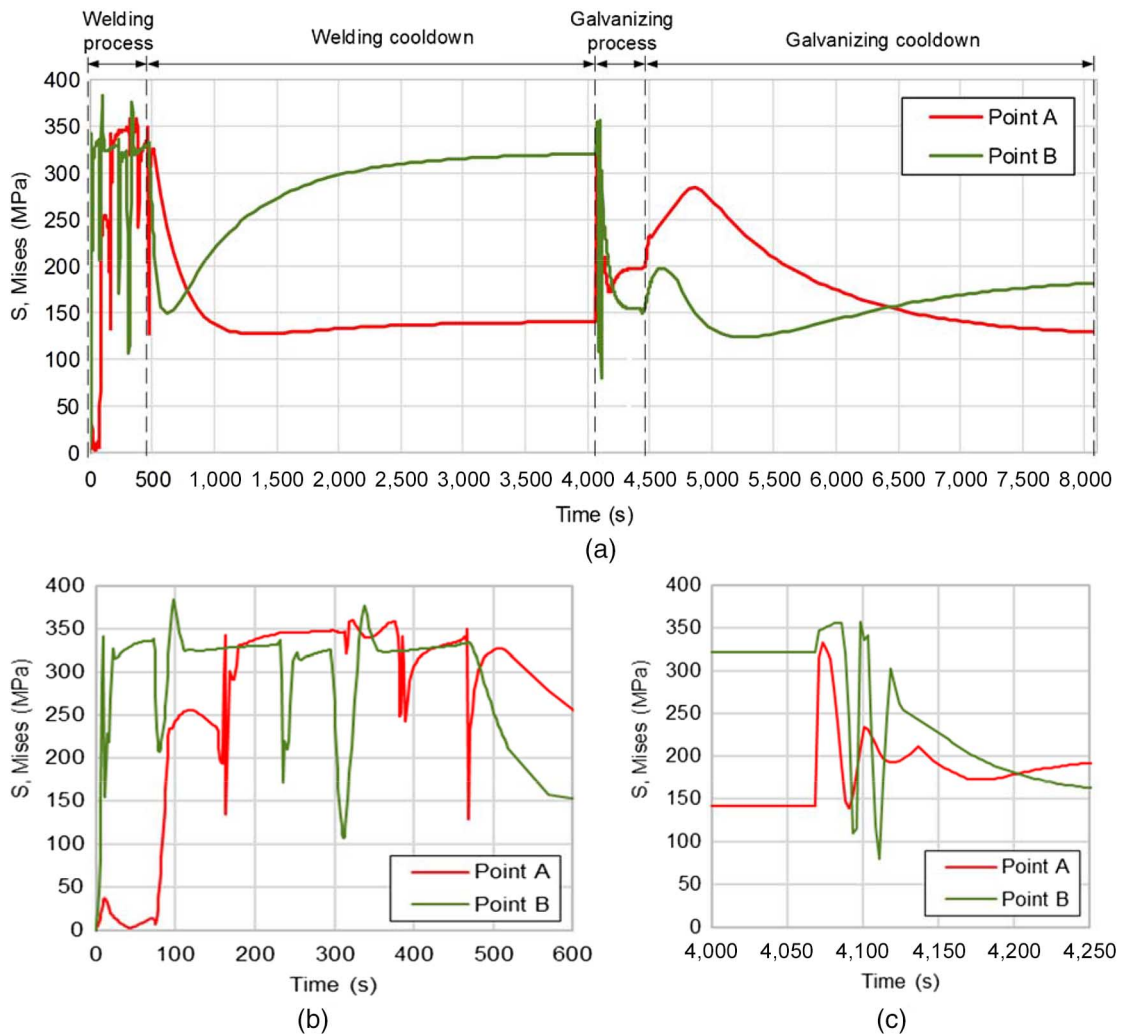 Welding process
Welding cooldown
Galvanizing process
Galvanizing cooldown
400
350
300
250
200
150
100
50
0
S, Mises (MPa)
Point A
Point B
0 500 1,000 1,500 2,000 2,500 3,000 3,500 4,000 4,500 5,000 5,500 6,000 6,500 7,000 7,500 8,000
Time (s)
(a)
400
350
300
250
200
150
100
50
0
S, Mises (MPa)
Point A
Point B
0 100 200 300 400 500 600
Time (s)
(b)
400
350
300
250
200
150
100
50
0
S, Mises (MPa)
Point A
Point B
4,000 4,050 4,100 4,150 4,200 4,250
Time (s)
(c)